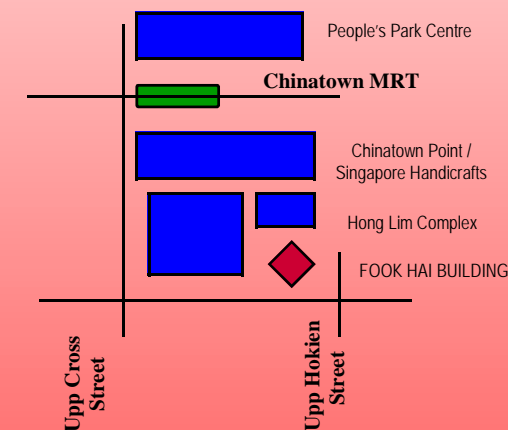 People's Park Centre
Chinatown MRT
Chinatown Point /
Singapore Handicrafts
Hong Lim Complex
FOOK HAI BUILDING
Upp Cross
Street
Upp Hokien
Street